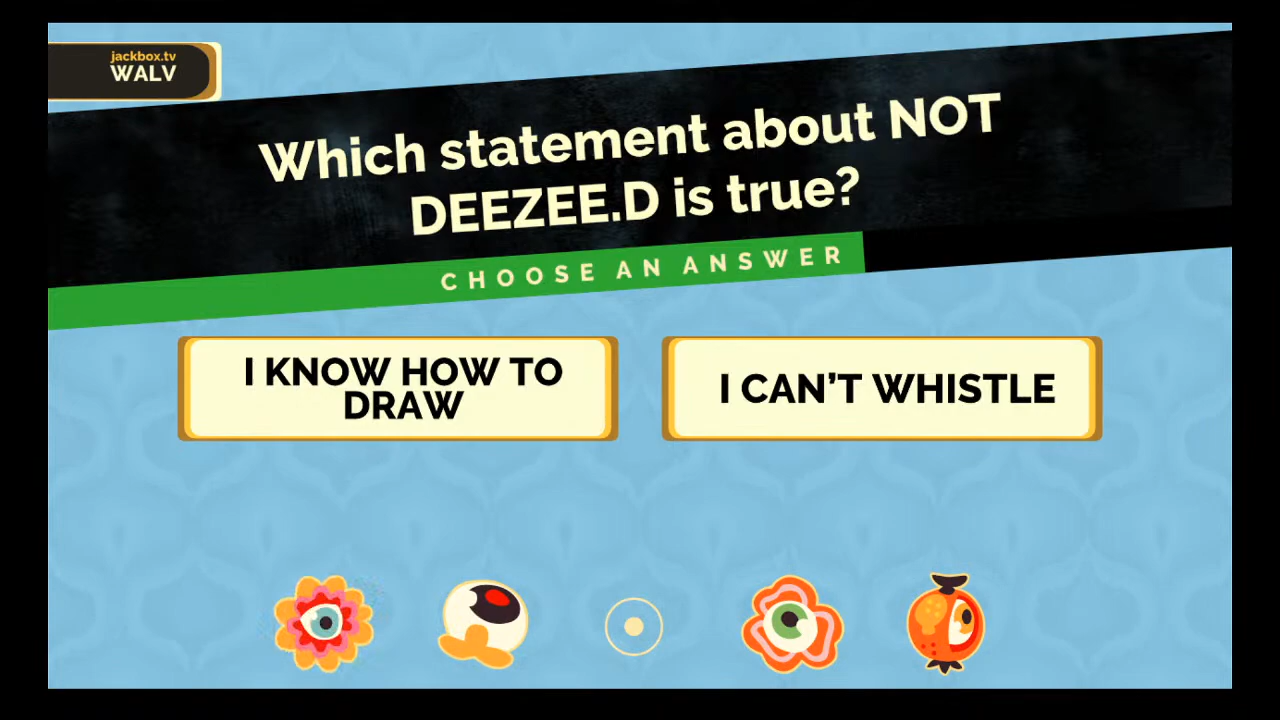 jackbox.tv
WALV
Which statement about NOT
DEEZEE.D is true?
CHOOSE AN ANSWER
I KNOW HOW TO
DRAW
I CAN'T WHISTLE